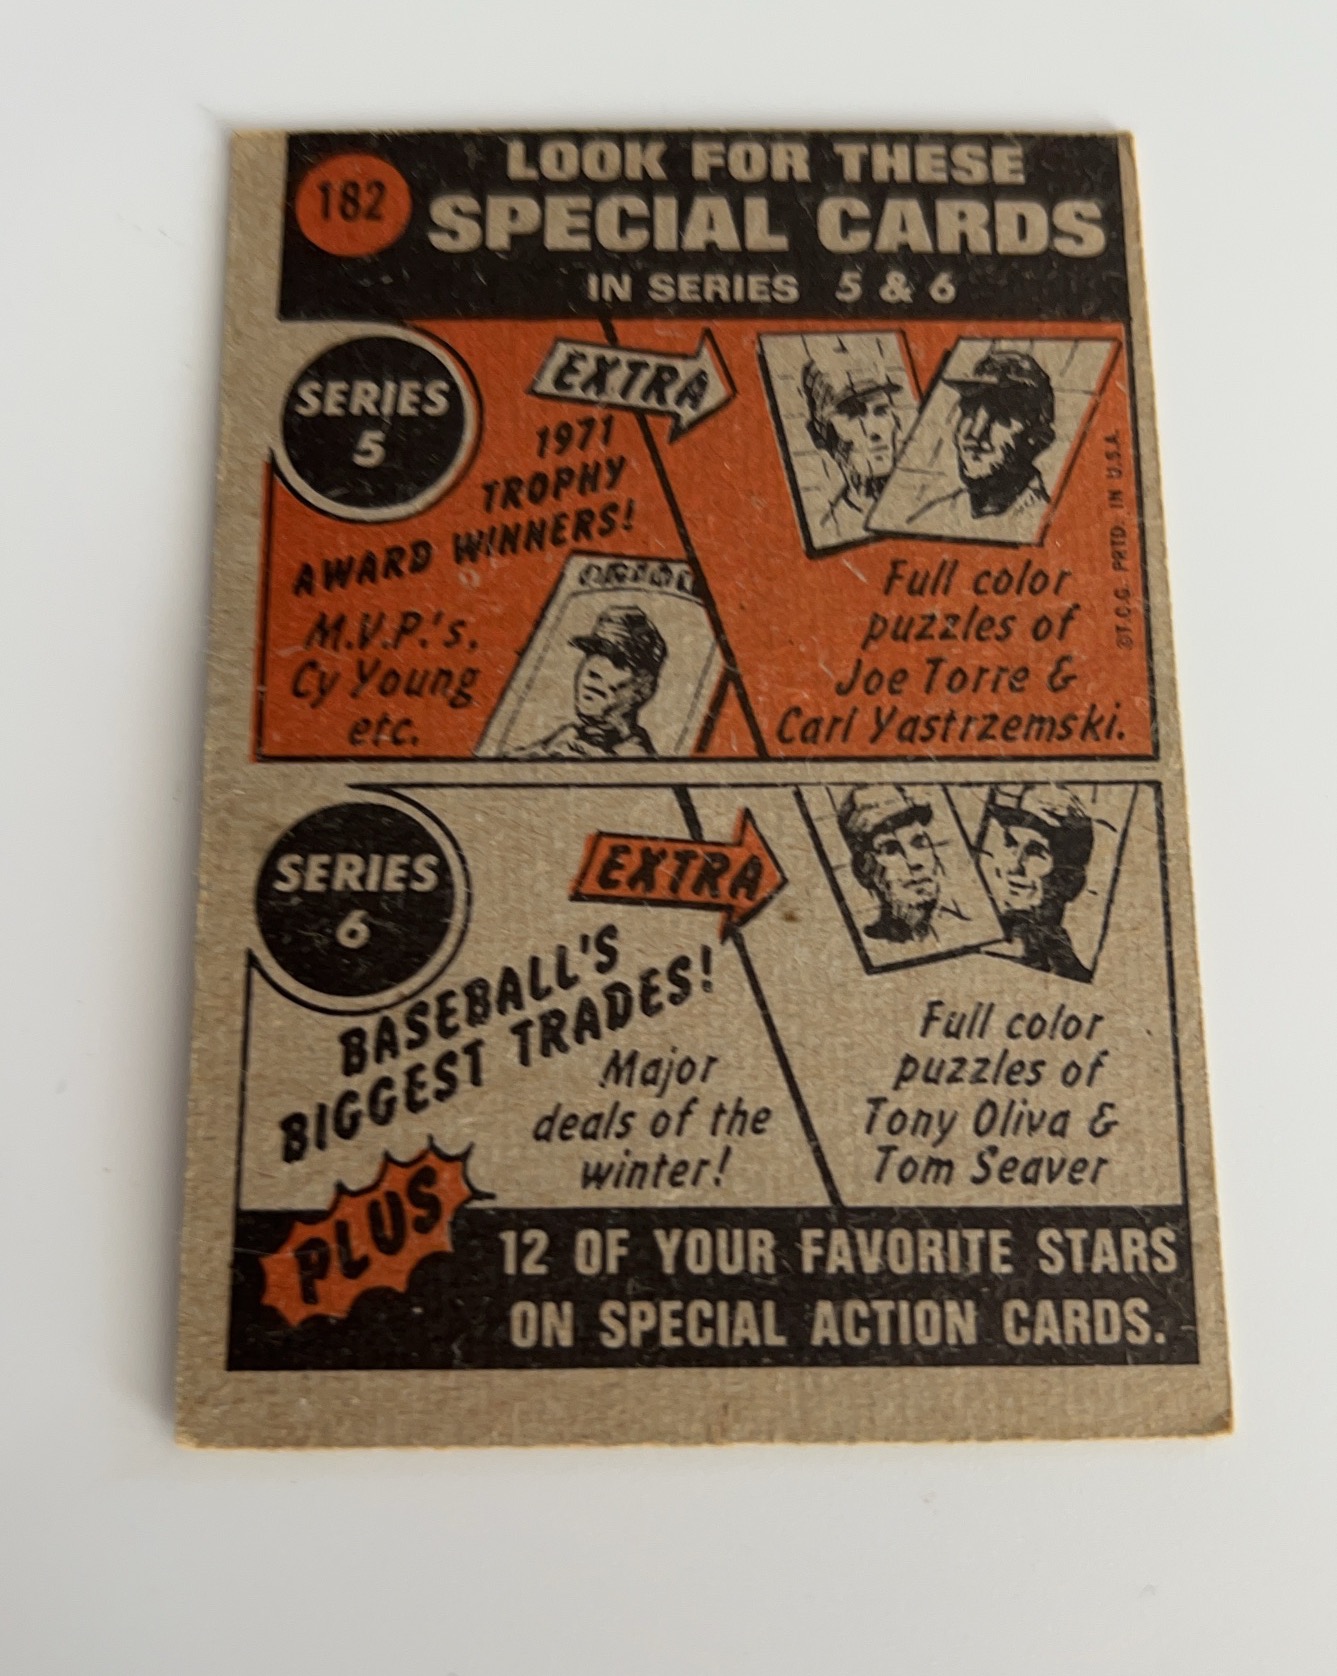 182
LOOK FOR THESE
SPECIAL CARDS
IN SERIES 5 & 6
SERIES
5
EXTRA
1971
TROPHY
AWARD WINNERS!
M.V.P.'s.
Cy Young
etc.
Full color
puzzles of
Joe Torre &
Carl Yastrzemski.
©T.C.G. PRTD. IN U.S.A.
SERIES
6
EXTRA
BASEBALL'S
BIGGEST TRADES!
Major
deals of the
winter!
Full color
puzzles of
Tony Oliva &
Tom Seaver
PLUS
12 OF YOUR FAVORITE STARS
ON SPECIAL ACTION CARDS.